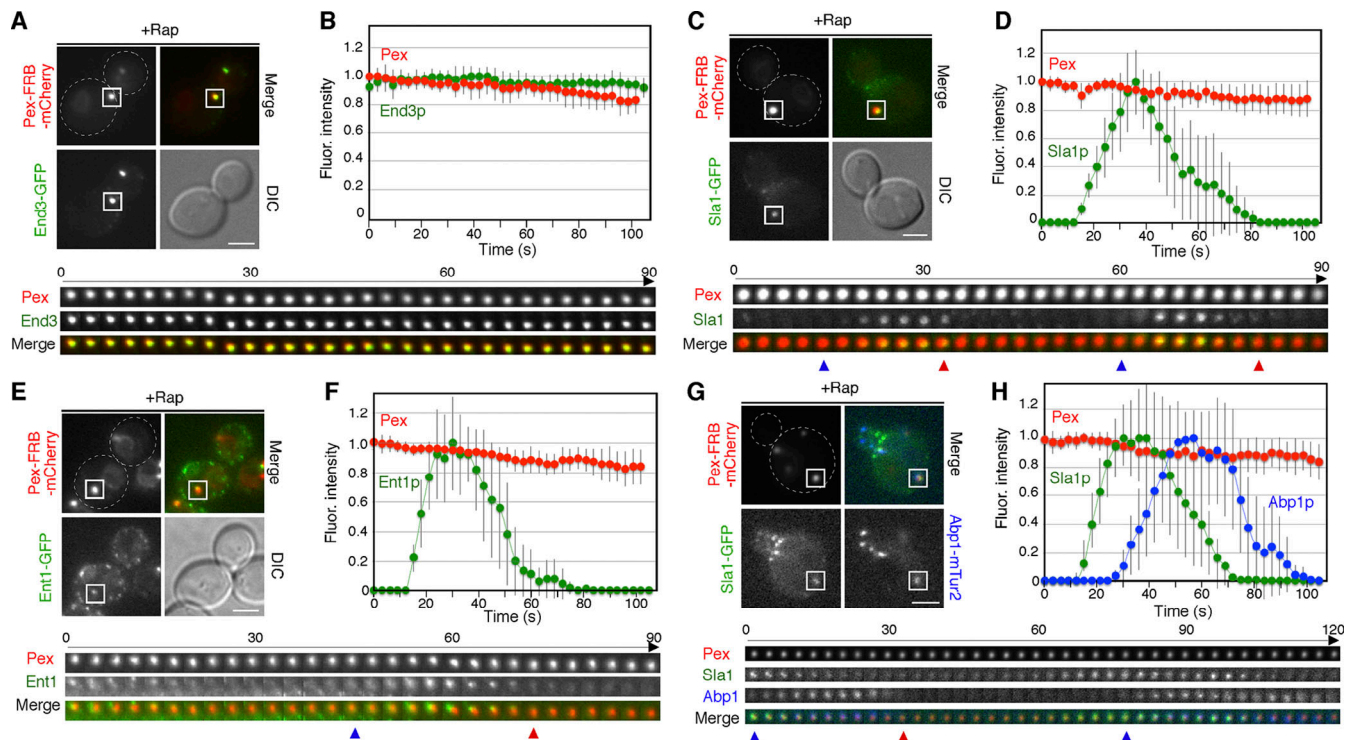 A
+Rap
Pex-FRB
-mCherry
Merge
End3-GFP
DIC
B
Fluor. intensity
1.2
1.0
0.8
0.6
0.4
0.2
0
Pex
End3p
0 20 40 60 80 100
Time (s)
0 30 60 90
Pex
End3
Merge
C
+Rap
Pex-FRB
-mCherry
Merge
Sla1-GFP
DIC
D
Fluor. intensity
1.2
1.0
0.8
0.6
0.4
0.2
0
Pex
Sla1p
0 20 40 60 80 100
Time (s)
0 30 60 90
Pex
Sla1
Merge
E
+Rap
Pex-FRB
-mCherry
Merge
Ent1-GFP
DIC
F
Fluor. intensity
1.2
1.0
0.8
0.6
0.4
0.2
0
Pex
Ent1p
0 20 40 60 80 100
Time (s)
0 30 60 90
Pex
Ent1
Merge
G
+Rap
Pex-FRB
-mCherry
Merge
Sla1-GFP
Abp1-mTur2
H
Fluor. intensity
1.2
1.0
0.8
0.6
0.4
0.2
0
Pex
Sla1p
Abp1p
0 20 40 60 80 100
Time (s)
0 30 60 90 120
Pex
Sla1
Abp1
Merge